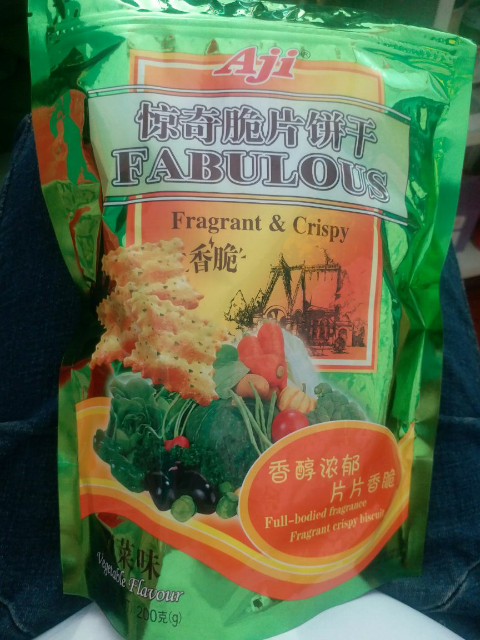 Aji
惊奇脆片饼干
FABULOUS
Fragrant & Crispy
香脆
香醇浓郁
片片香脆
Full-bodied fragrance
Fragrant crispy biscuit
菜味
Vegetable Flavour
200克(g)